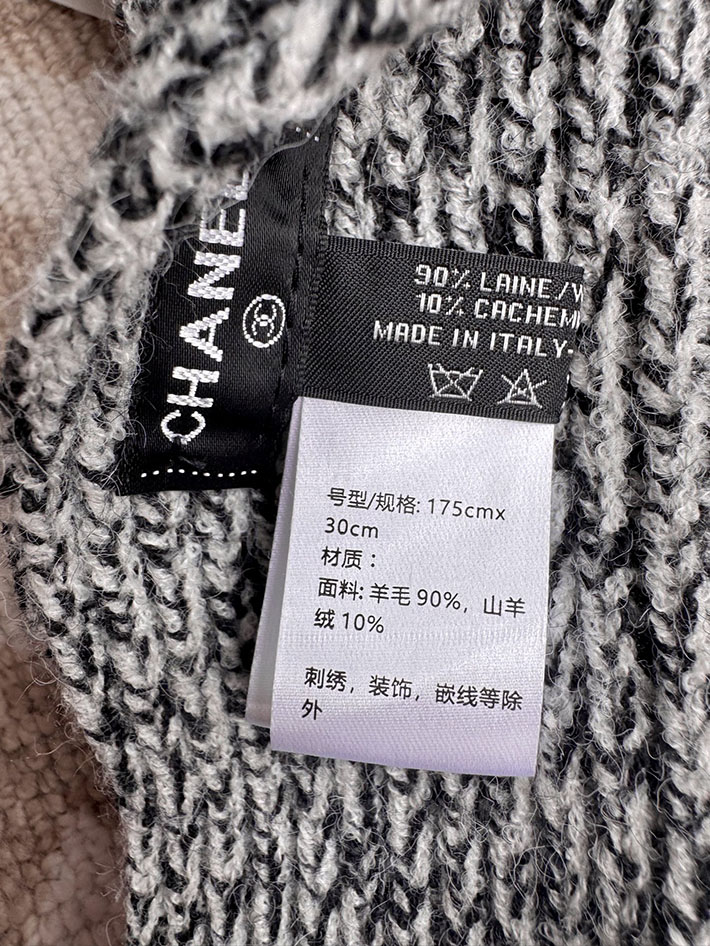 CHANEL
90% LAINE/W
10% CACHEMI
MADE IN ITALY-
号型/规格: 175cmx
30cm
材质：
面料: 羊毛 90%，山羊
绒 10%
刺绣，装饰，嵌线等除
外